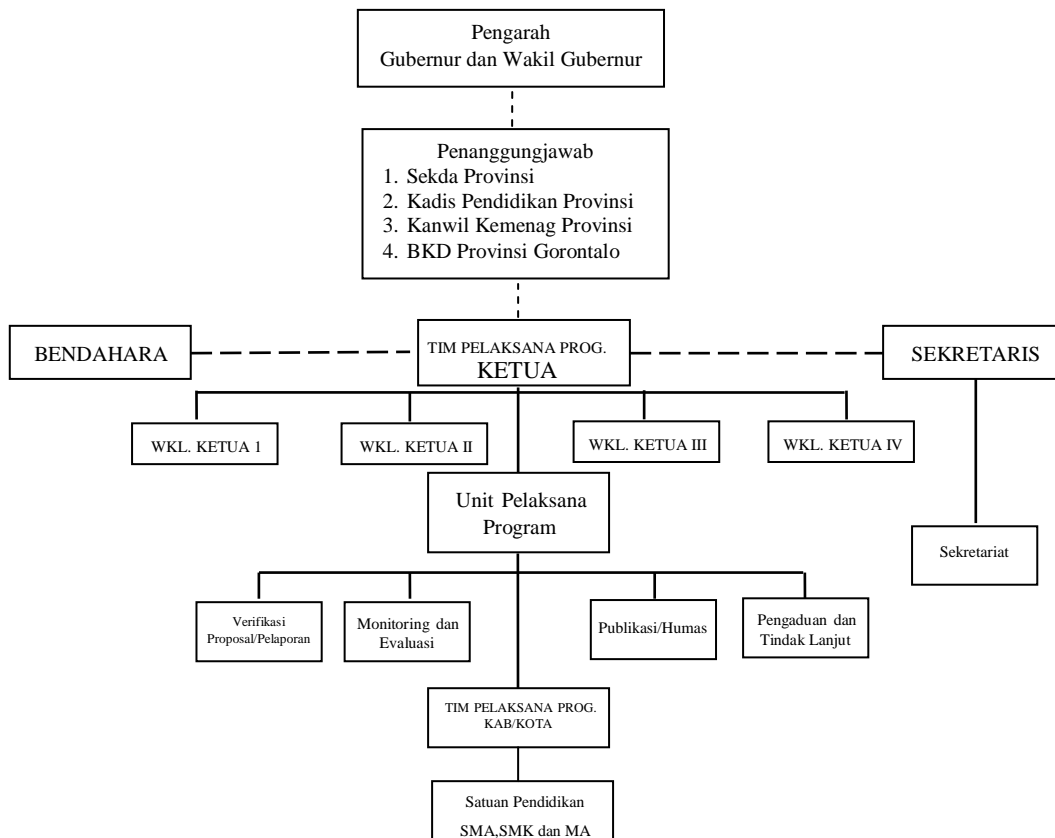 Pengarah
Gubernur dan Wakil Gubernur
Penanggungjawab
1. Sekda Provinsi
2. Kadis Pendidikan Provinsi
3. Kanwil Kemenag Provinsi
4. BKD Provinsi Gorontalo
BENDAHARA
TIM PELAKSANA PROG.
KETUA
SEKRETARIS
WKL. KETUA 1
WKL. KETUA II
WKL. KETUA III
WKL. KETUA IV
Unit Pelaksana
Program
Sekretariat
Verifikasi
Proposal/Pelaporan
Monitoring dan
Evaluasi
Publikasi/Humas
Pengaduan dan
Tindak Lanjut
TIM PELAKSANA PROG.
KAB/KOTA
Satuan Pendidikan
SMA,SMK dan MA